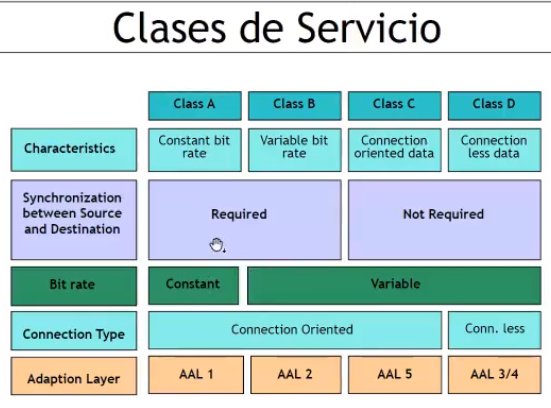 Clases de Servicio
Class A Class B Class C Class D
Characteristics
Constant bit
rate
Variable bit
rate
Connection
oriented data
Connection
less data
Synchronization
between Source
and Destination
Required
Not Required
Bit rate
Constant
Variable
Connection Type
Connection Oriented
Conn. less
Adaption Layer
AAL 1
AAL 2
AAL 5
AAL 3/4